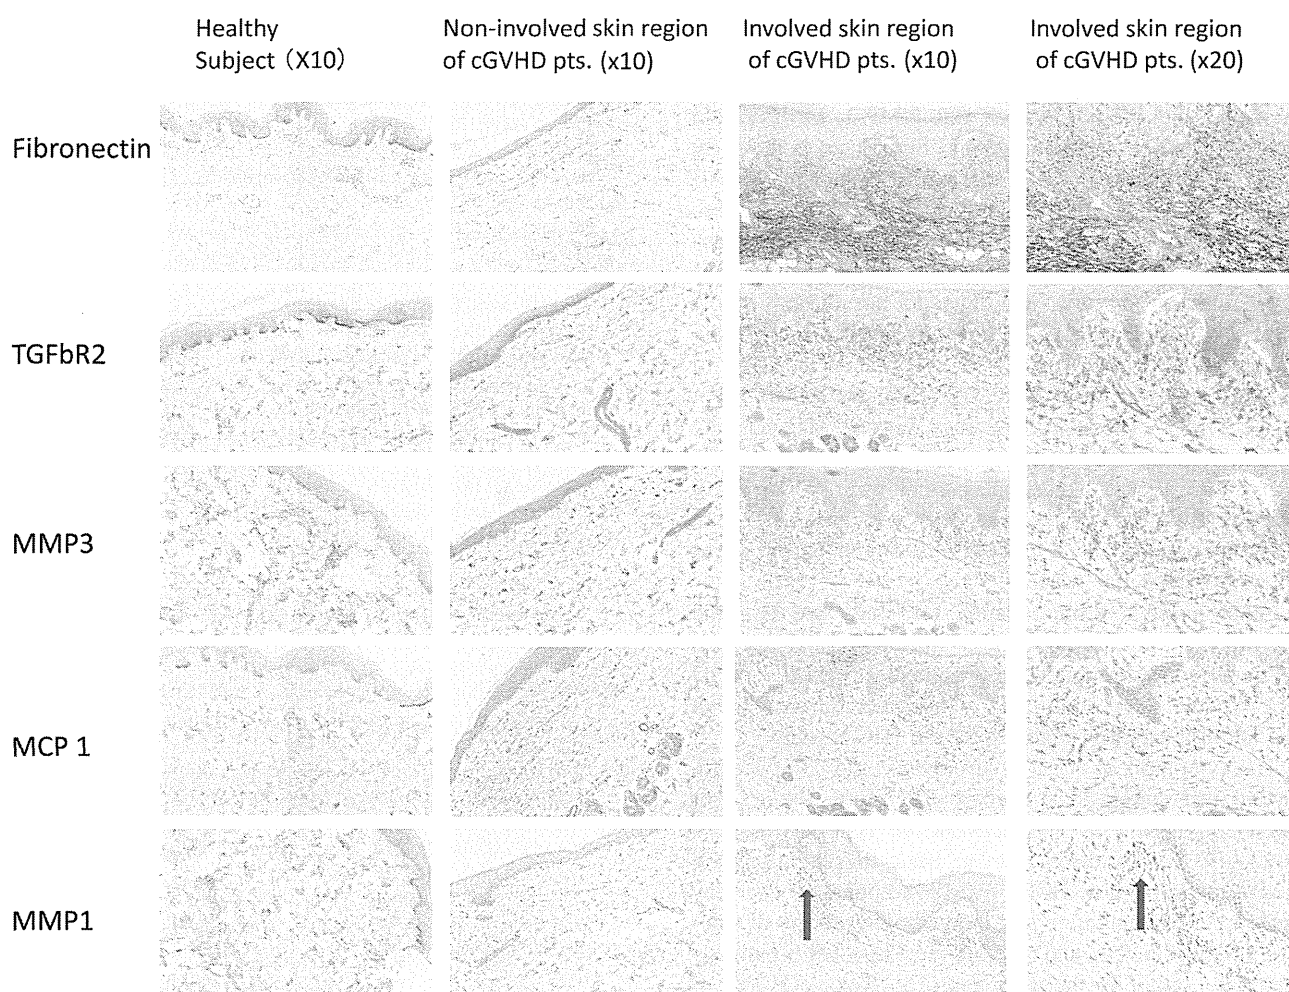 Healthy
Subject（X10）
Non-involved skin region
of cGVHD pts. (x10)
Involved skin region
of cGVHD pts. (x10)
Involved skin region
of cGVHD pts. (x20)
Fibronectin
TGFbR2
MMP3
MCP 1
MMP1